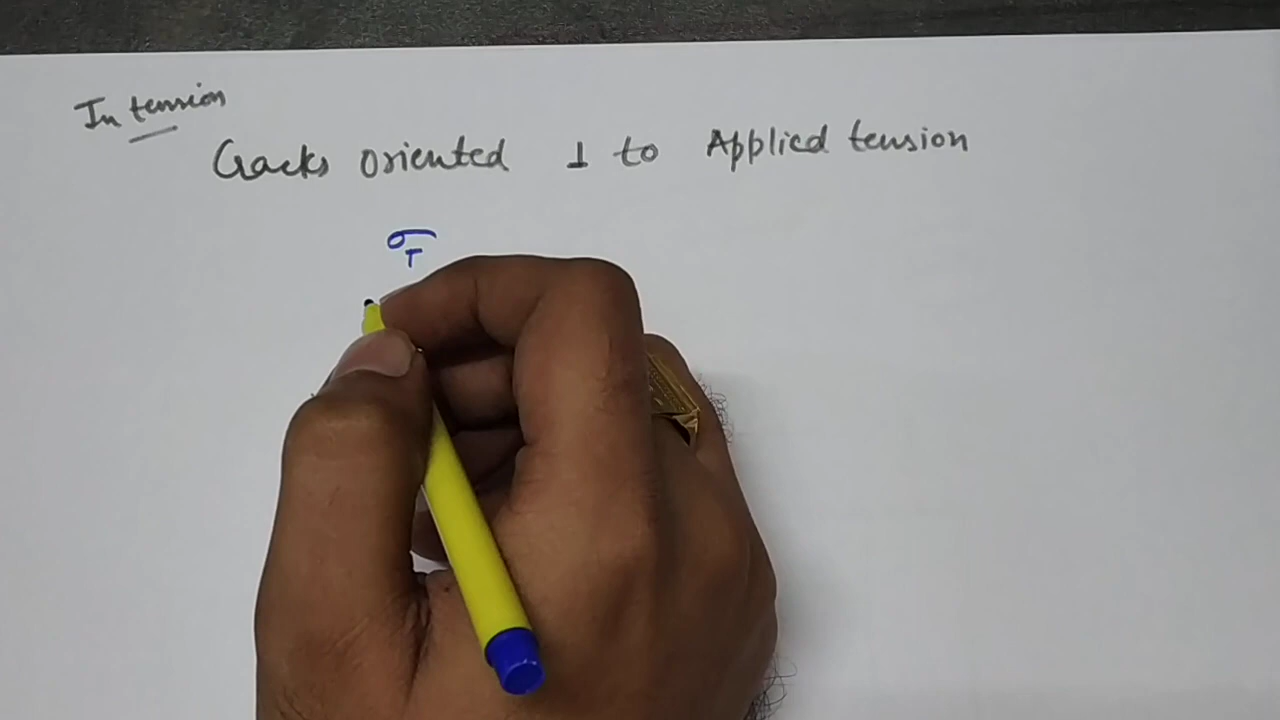 In tension
Cracks oriented ⊥ to Applied tension
σT